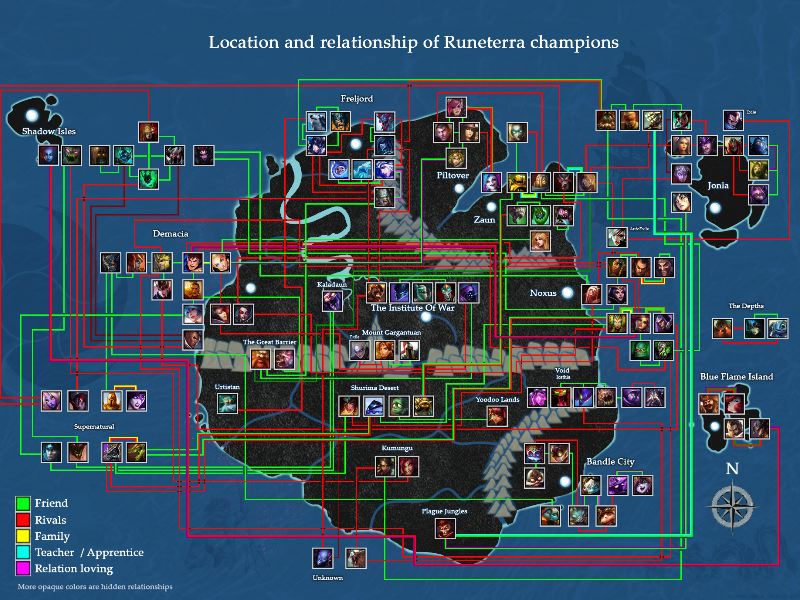 Location and relationship of Runeterra champions
Freljord
Shadow Isles
Piltover
Jonia
Zaun
Demacia
Kaladaun
Noxus
The Institute Of War
The Depths
Mount Gargantuan
The Great Barrier
Void
Blue Flame Island
Urtistan
Shurima Desert
Voodoo Lands
Supernatural
Kumungu
Bandle City
N
Friend
Rivals
Family
Teacher / Apprentice
Relation loving
Plague Jungles
Unknown
More opaque colors are hidden relationships